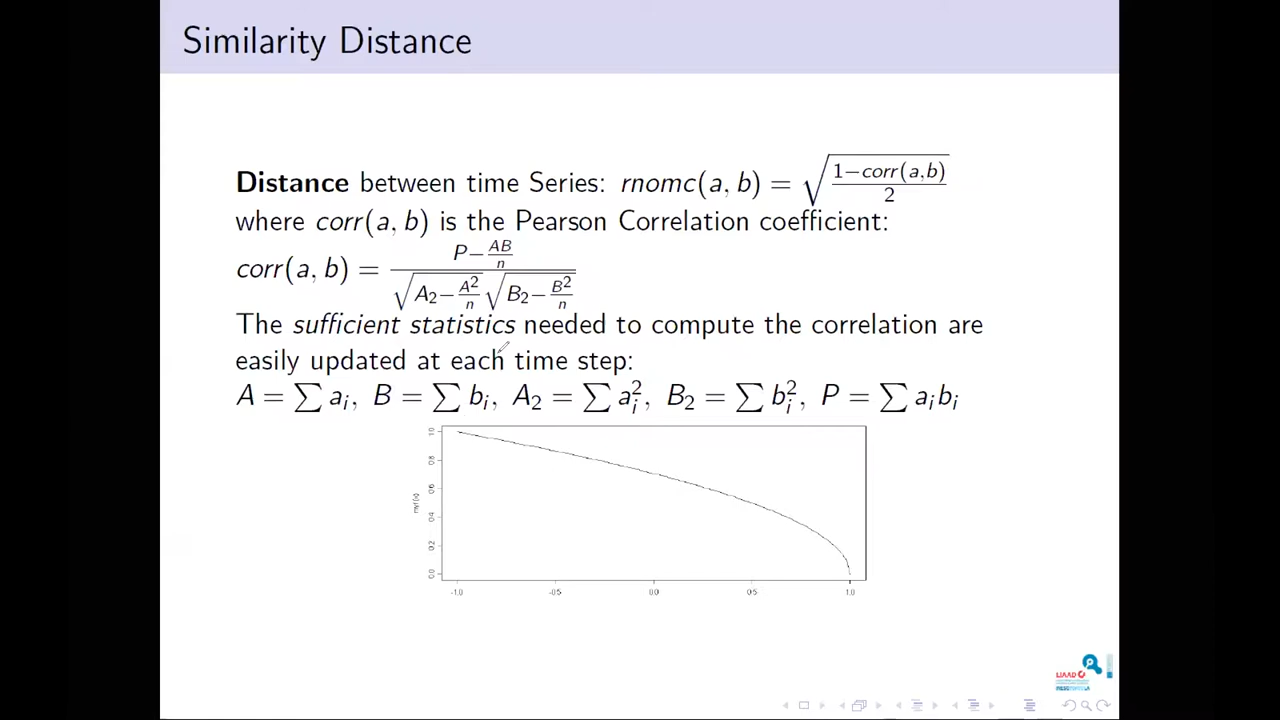 Similarity Distance
Distance between time Series: rnomc(a, b) = √((1−corr(a,b))/2)
where corr(a, b) is the Pearson Correlation coefficient:
corr(a, b) = (P − AB/n) / (√(A₂ − A²/n) √(B₂ − B²/n))
The sufficient statistics needed to compute the correlation are
easily updated at each time step:
A = ∑ aᵢ, B = ∑ bᵢ, A₂ = ∑ aᵢ², B₂ = ∑ bᵢ², P = ∑ aᵢbᵢ
1.0
0.8
0.6
0.4
0.2
0.0
-1.0 -0.5 0.0 0.5 1.0
LIAAD